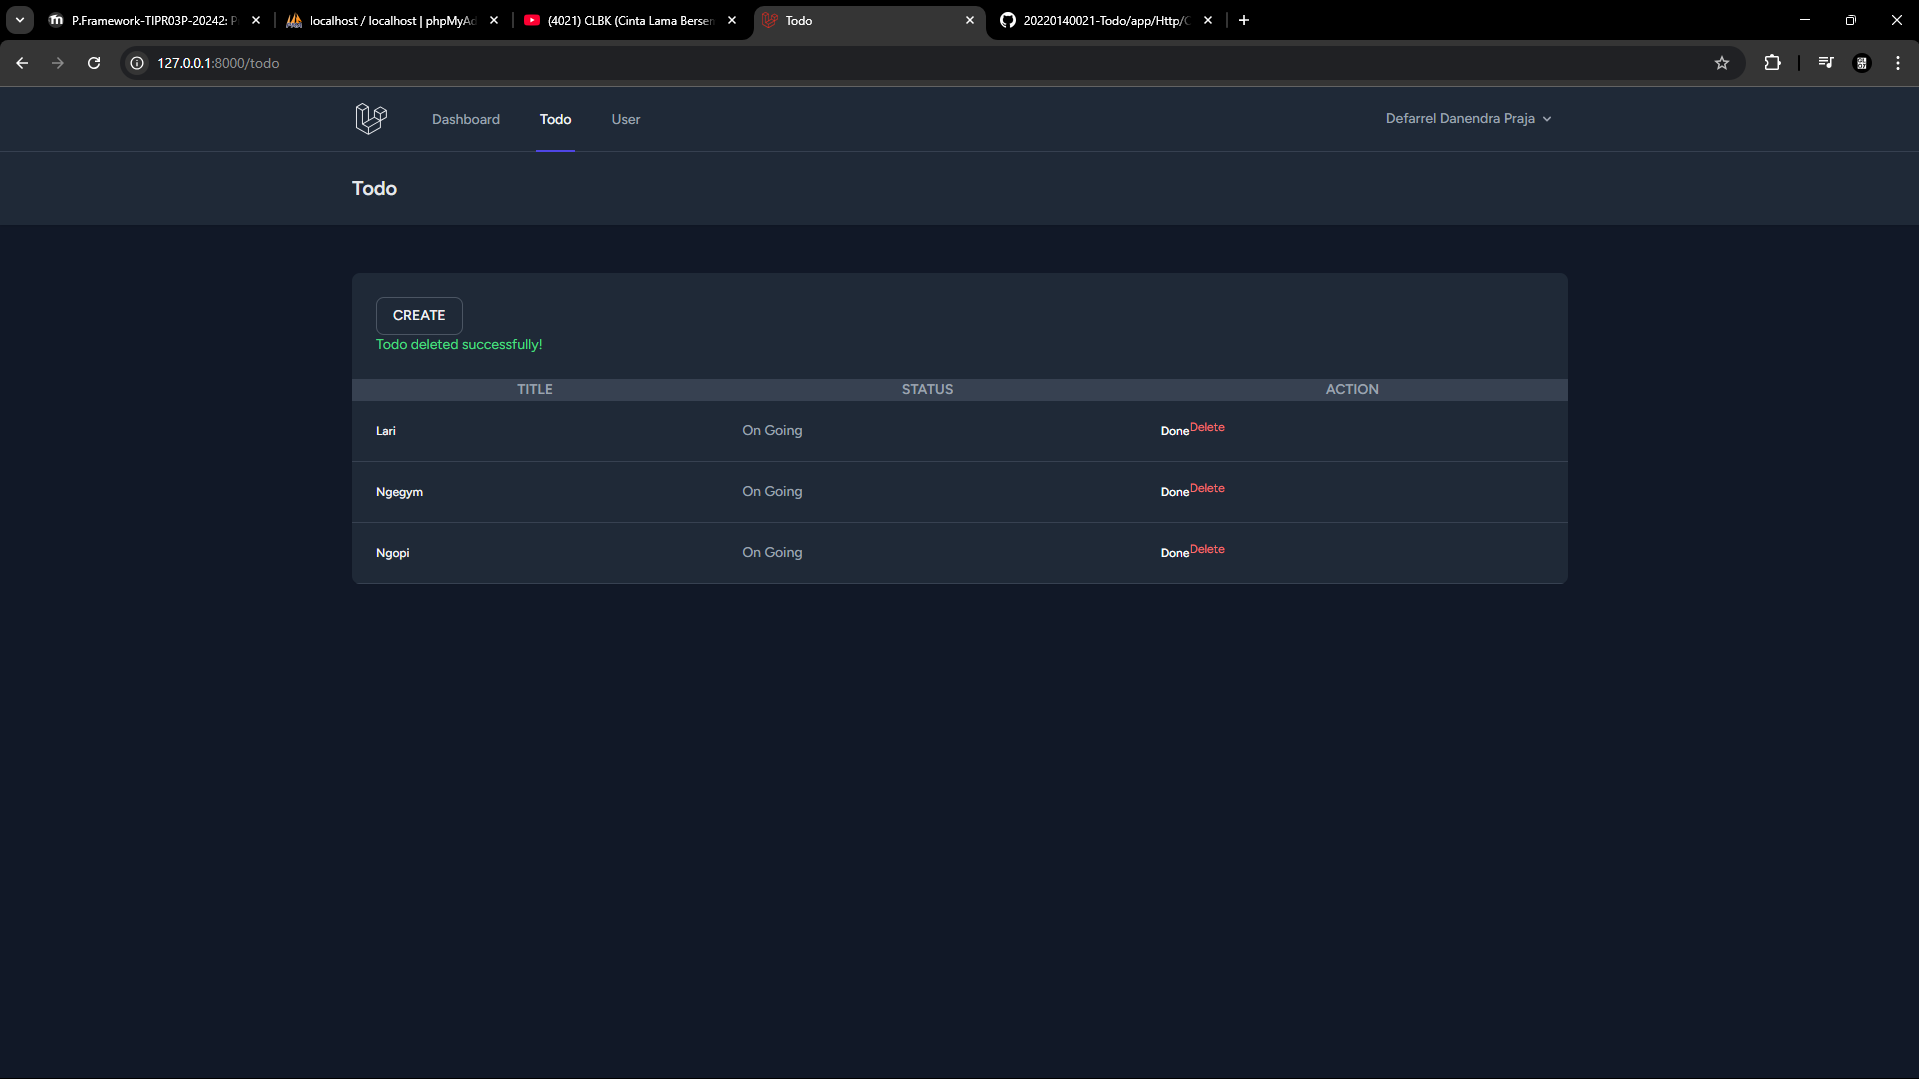 P.Framework-TIPR03P-20242: P
localhost / localhost | phpMyAd
(4021) CLBK (Cinta Lama Bersen
Todo
20220140021-Todo/app/Http/C
127.0.0.1:8000/todo
Dashboard
Todo
User
Defarrel Danendra Praja
Todo
CREATE
Todo deleted successfully!
TITLE STATUS ACTION
Lari On Going Done Delete
Ngegym On Going Done Delete
Ngopi On Going Done Delete